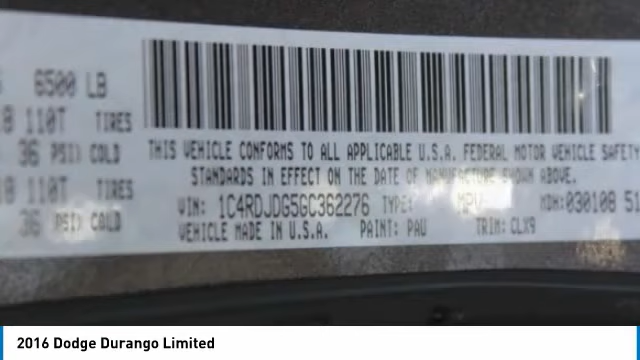 6500 LB
110T TIRES
36 PSI) COLD
THIS VEHICLE CONFORMS TO ALL APPLICABLE U.S.A. FEDERAL MOTOR VEHICLE SAFETY
STANDARDS IN EFFECT ON THE DATE OF MANUFACTURE SHOWN ABOVE.
110T TIRES
36 PSI) COLD
VIN: 1C4RDJDG5GC362276 TYPE: MPV MDH:030108 51
VEHICLE MADE IN U.S.A. PAINT: PAU TRIM: CLX9
2016 Dodge Durango Limited